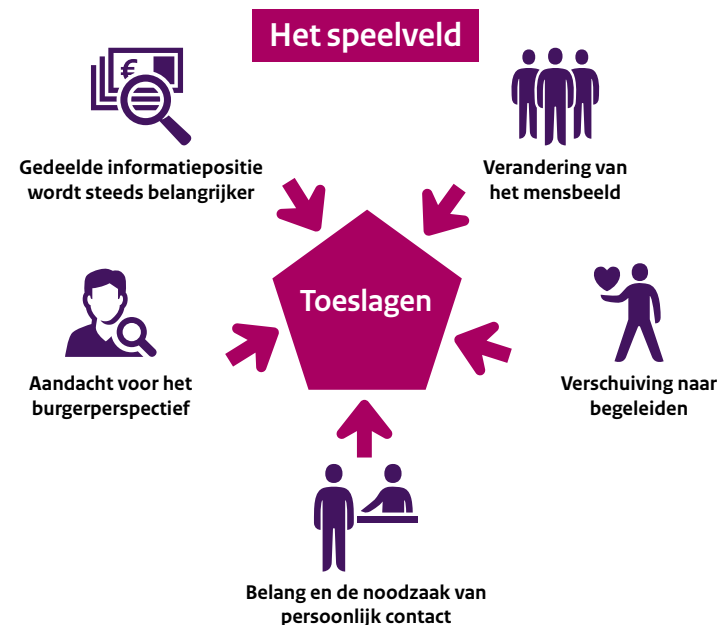 Het speelveld
€
Gedeelde informatiepositie
wordt steeds belangrijker
Verandering van
het mensbeeld
Toeslagen
Aandacht voor het
burgerperspectief
Verschuiving naar
begeleiden
Belang en de noodzaak van
persoonlijk contact